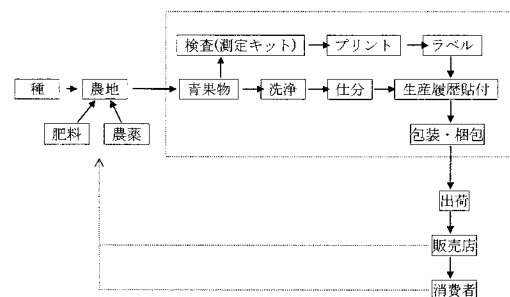 検査(測定キット)
プリント
ラベル
種
農地
青果物
洗浄
仕分
生産履歴貼付
肥料
農薬
包装・梱包
出荷
販売店
消費者